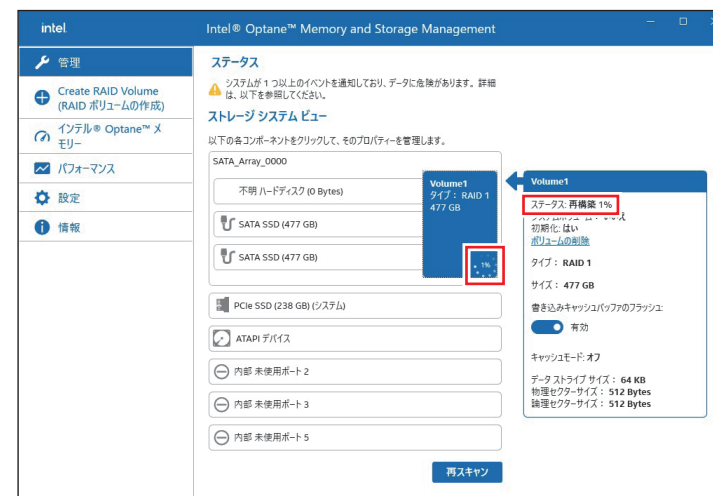 intel.
Intel® Optane™ Memory and Storage Management
管理
Create RAID Volume
(RAID ボリュームの作成)
インテル® Optane™ メ
モリー
パフォーマンス
設定
情報
ステータス
システムが 1 つ以上のイベントを通知しており、データに危険があります。詳細
は、以下を参照してください。
ストレージ システム ビュー
以下の各コンポーネントをクリックして、そのプロパティーを管理します。
SATA_Array_0000
不明 ハードディスク (0 Bytes)
SATA SSD (477 GB)
SATA SSD (477 GB)
Volume1
タイプ： RAID 1
477 GB
1%
PCIe SSD (238 GB) (システム)
ATAPI デバイス
内部 未使用ポート 2
内部 未使用ポート 3
内部 未使用ポート 5
再スキャン
Volume1
ステータス: 再構築 1%
初期化: はい
ボリュームの削除
タイプ： RAID 1
サイズ： 477 GB
書き込みキャッシュバッファのフラッシュ:
有効
キャッシュモード: オフ
データ ストライプ サイズ： 64 KB
物理セクターサイズ： 512 Bytes
論理セクターサイズ： 512 Bytes